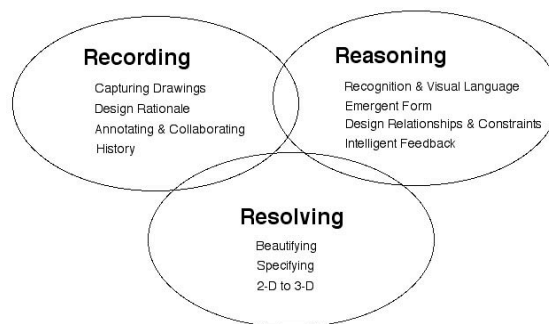 Recording
Capturing Drawings
Design Rationale
Annotating & Collaborating
History
Reasoning
Recognition & Visual Language
Emergent Form
Design Relationships & Constraints
Intelligent Feedback
Resolving
Beautifying
Specifying
2-D to 3-D